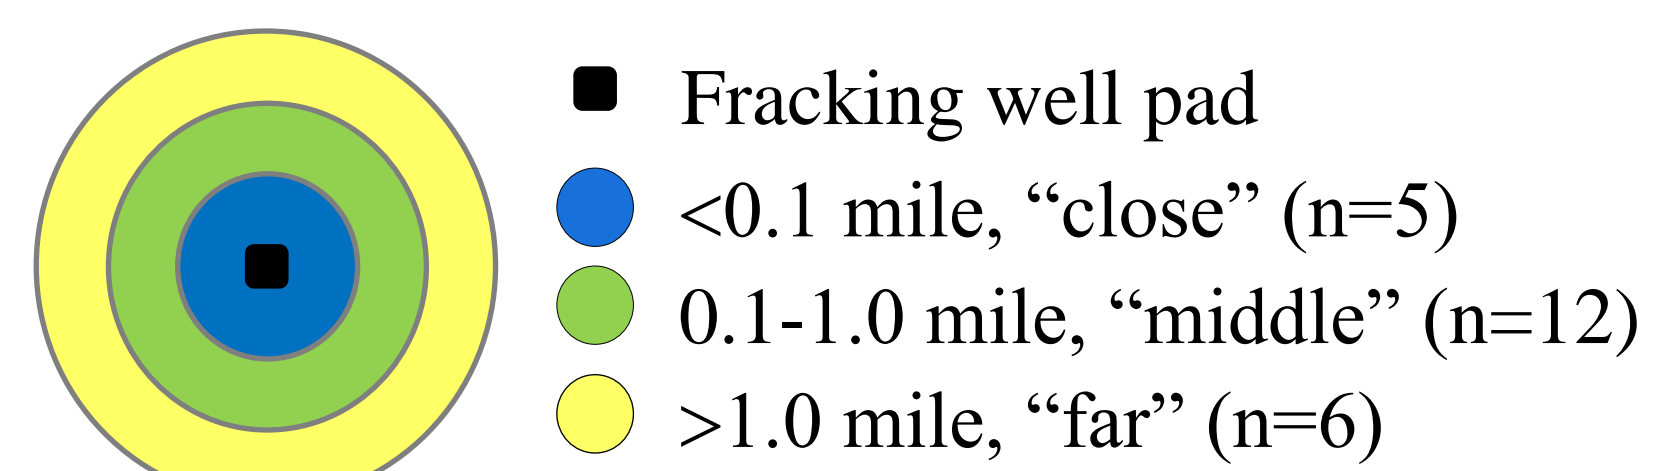 Fracking well pad
<0.1 mile, “close” (n=5)
0.1-1.0 mile, “middle” (n=12)
>1.0 mile, “far” (n=6)